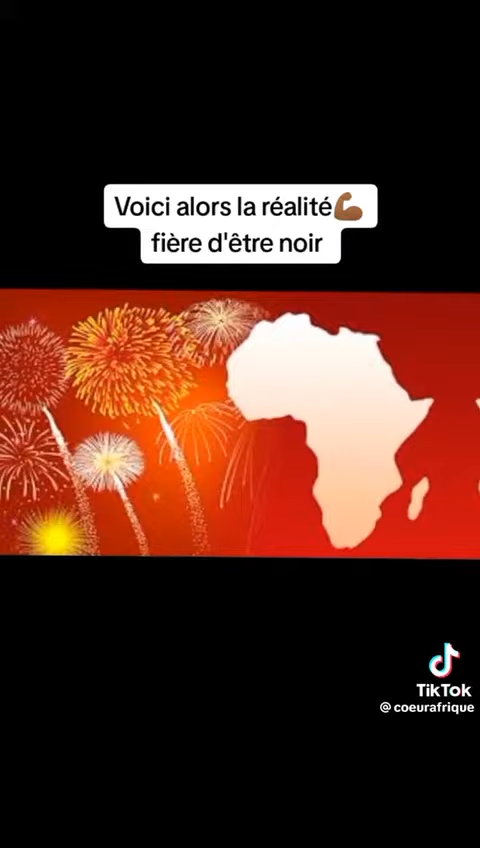 Voici alors la réalité💪🏾
fière d'être noir
TikTok
@ coeurafrique